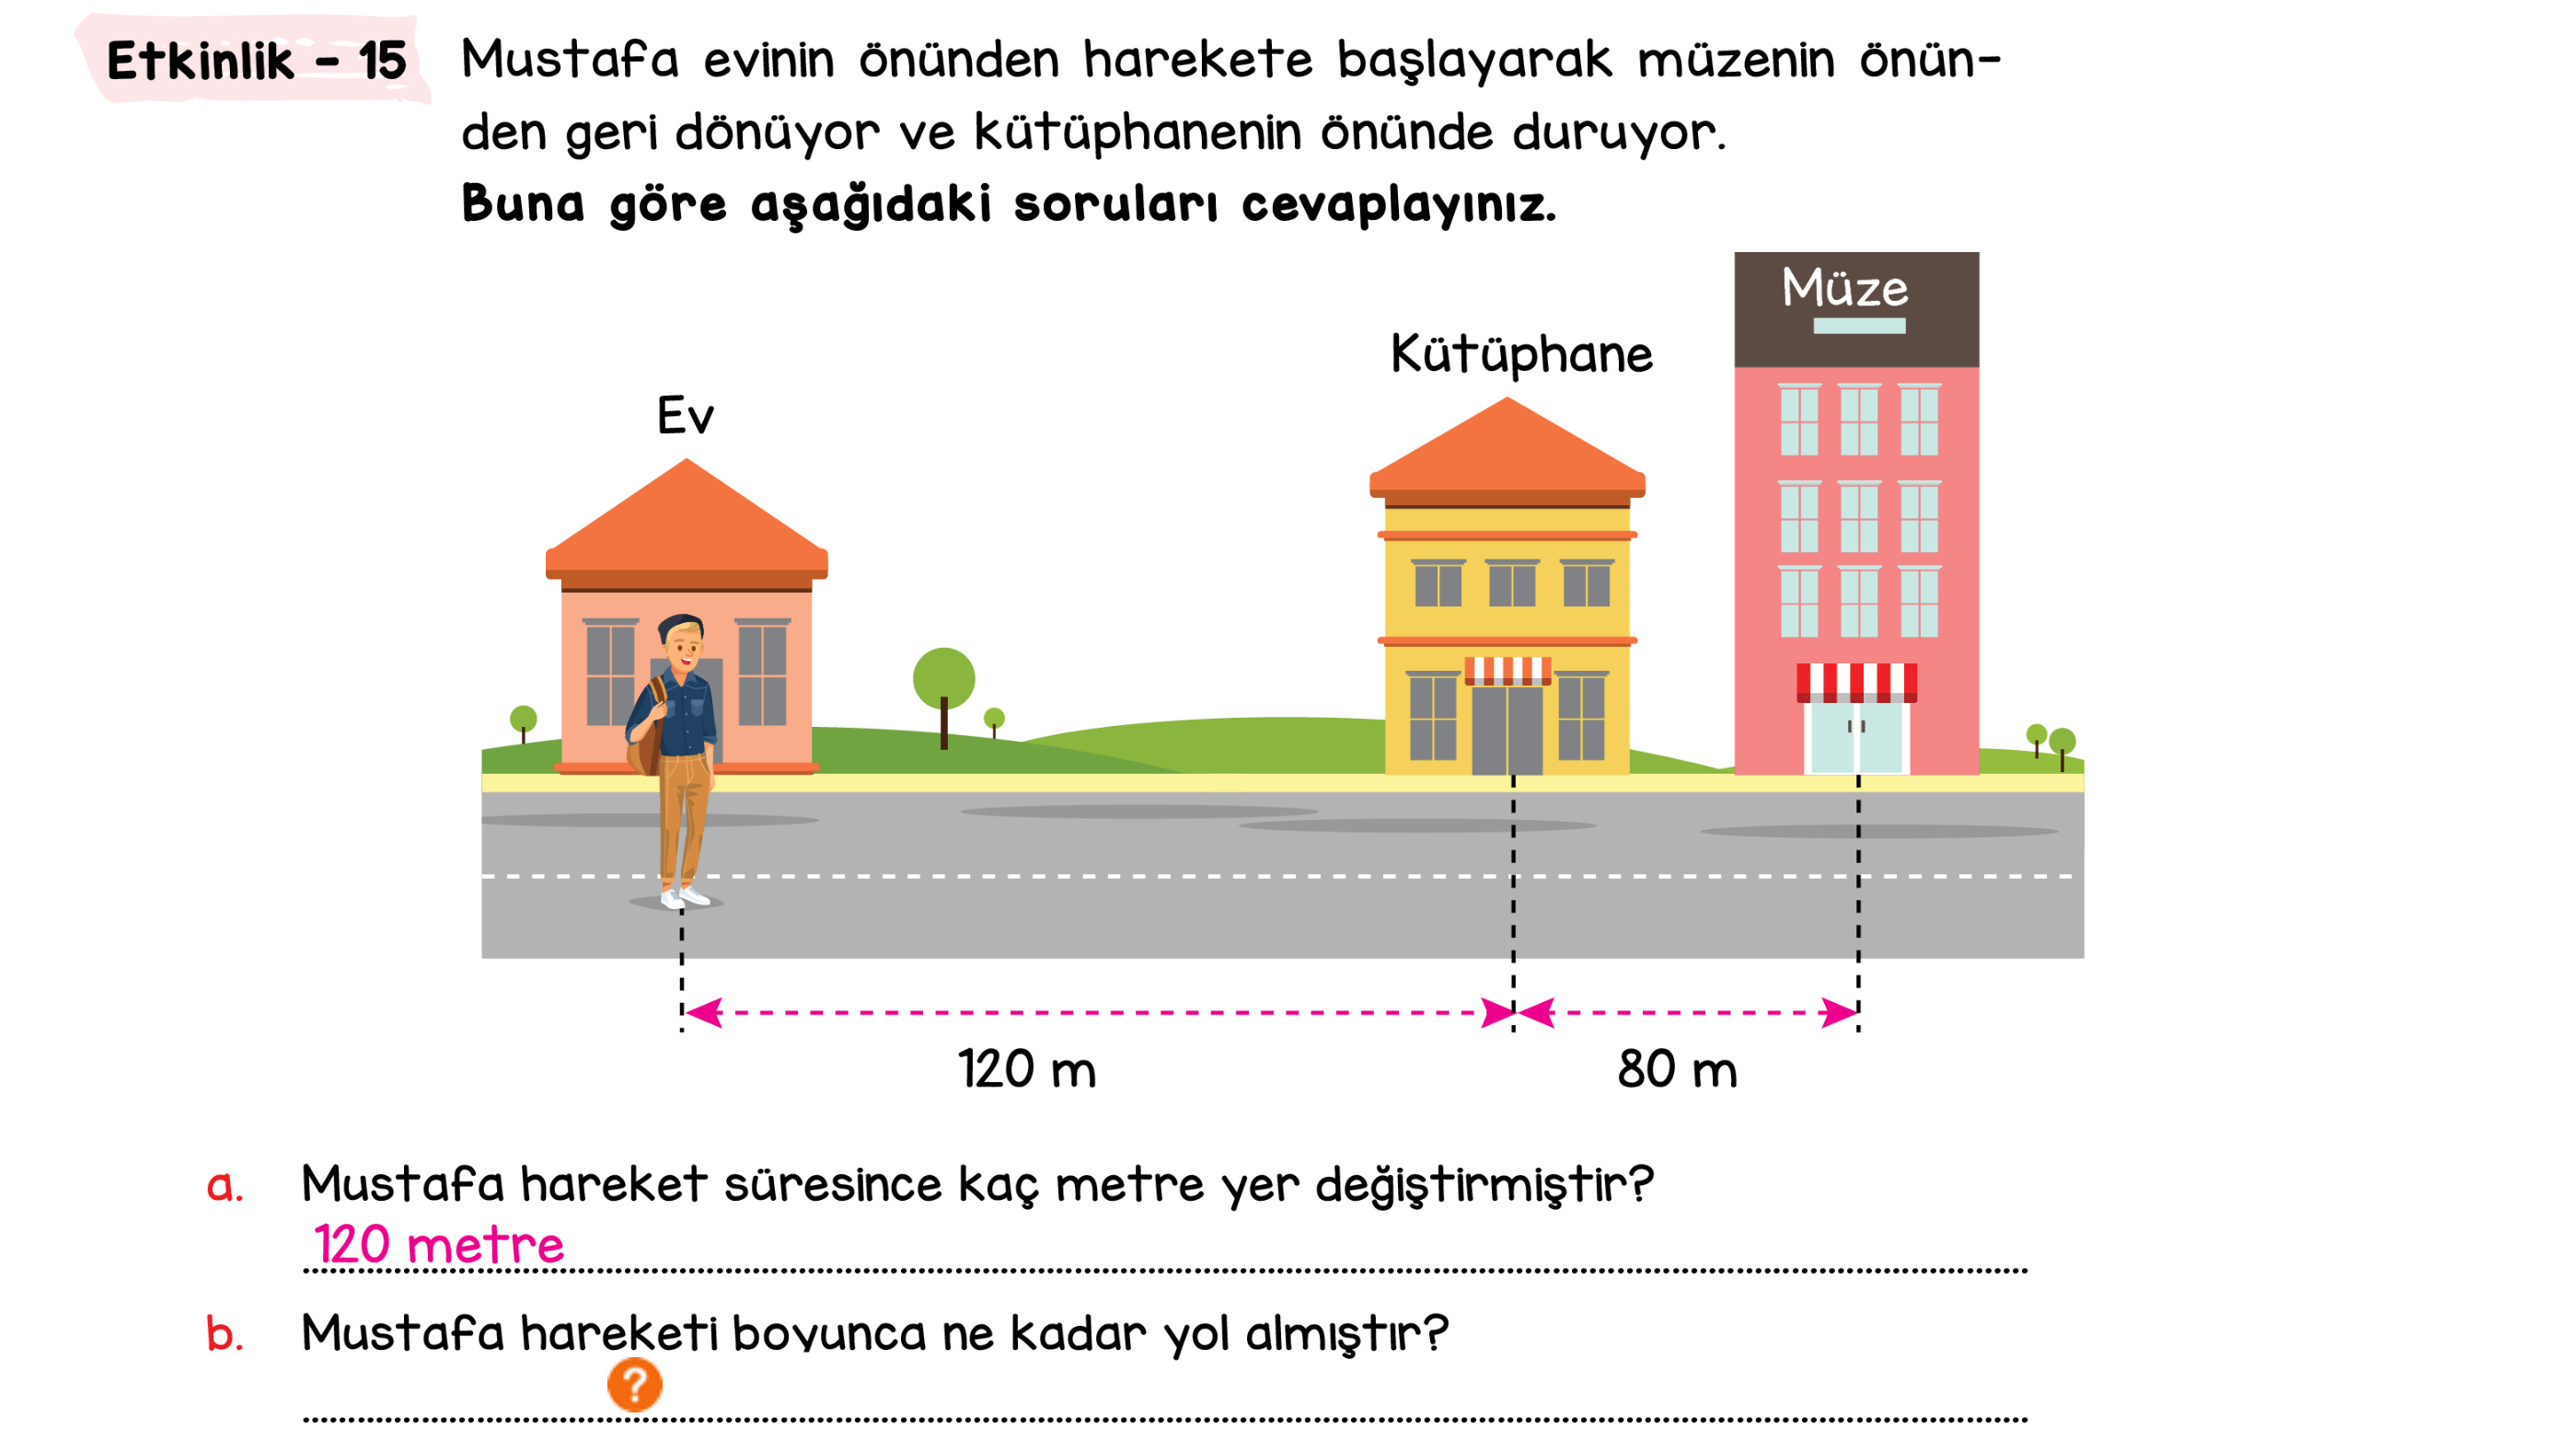 Etkinlik - 15
Mustafa evinin önünden harekete başlayarak müzenin önün-
den geri dönüyor ve kütüphanenin önünde duruyor.
Buna göre aşağıdaki soruları cevaplayınız.
Müze
Kütüphane
Ev
120 m
80 m
a. Mustafa hareket süresince kaç metre yer değiştirmiştir?
120 metre
b. Mustafa hareketi boyunca ne kadar yol almıştır?
?